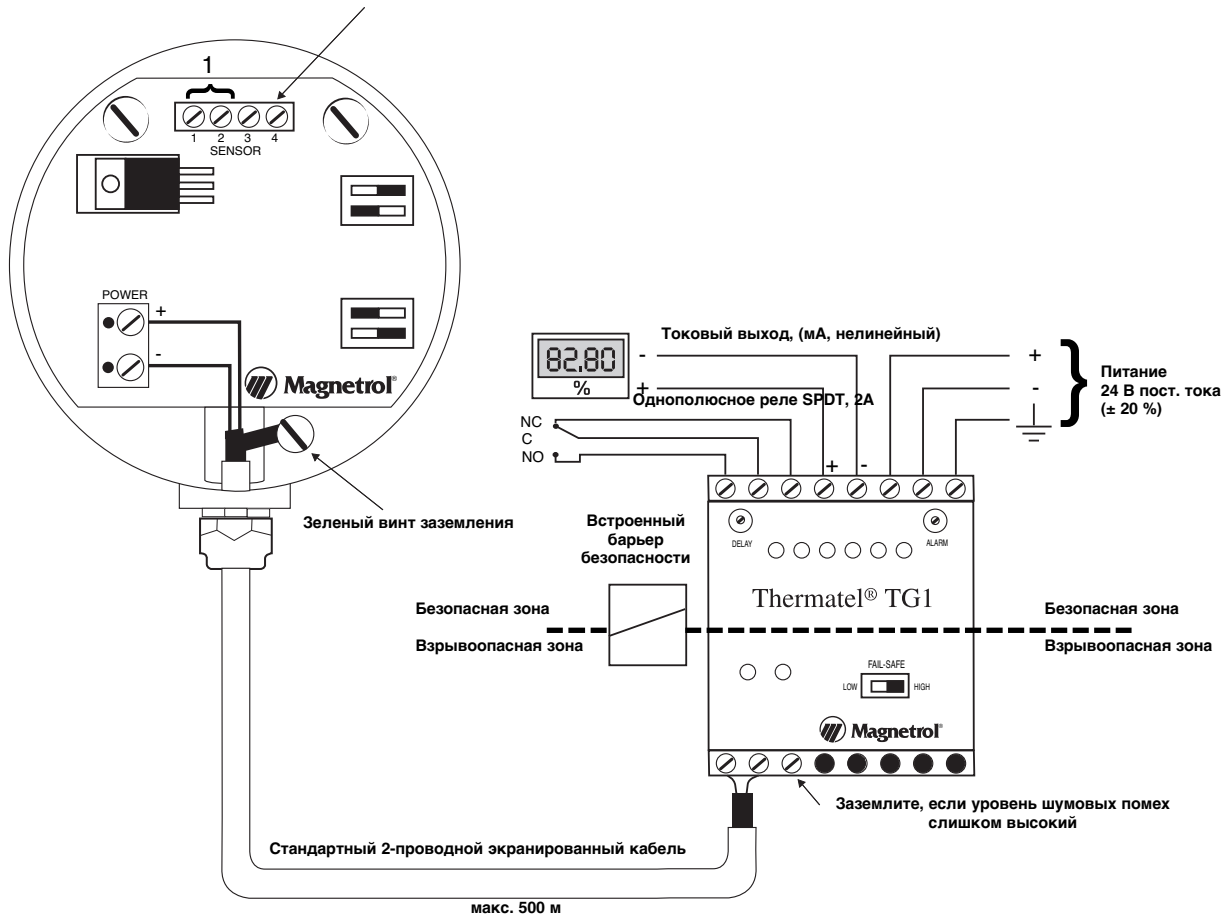 1
1 2 3 4
SENSOR
POWER
+
-
Magnetrol®
Зеленый винт заземления
82.80
%
-
+
Токовый выход, (мА, нелинейный)
Однополюсное реле SPDT, 2А
NC
C
NO
+ -
+
-
Питание
24 В пост. тока
(± 20 %)
Встроенный
барьер
безопасности
DELAY
ALARM
Thermatel® TG1
Безопасная зона
Взрывоопасная зона
Безопасная зона
Взрывоопасная зона
FAIL-SAFE
LOW
HIGH
Magnetrol®
Заземлите, если уровень шумовых помех
слишком высокий
Стандартный 2-проводной экранированный кабель
макс. 500 м